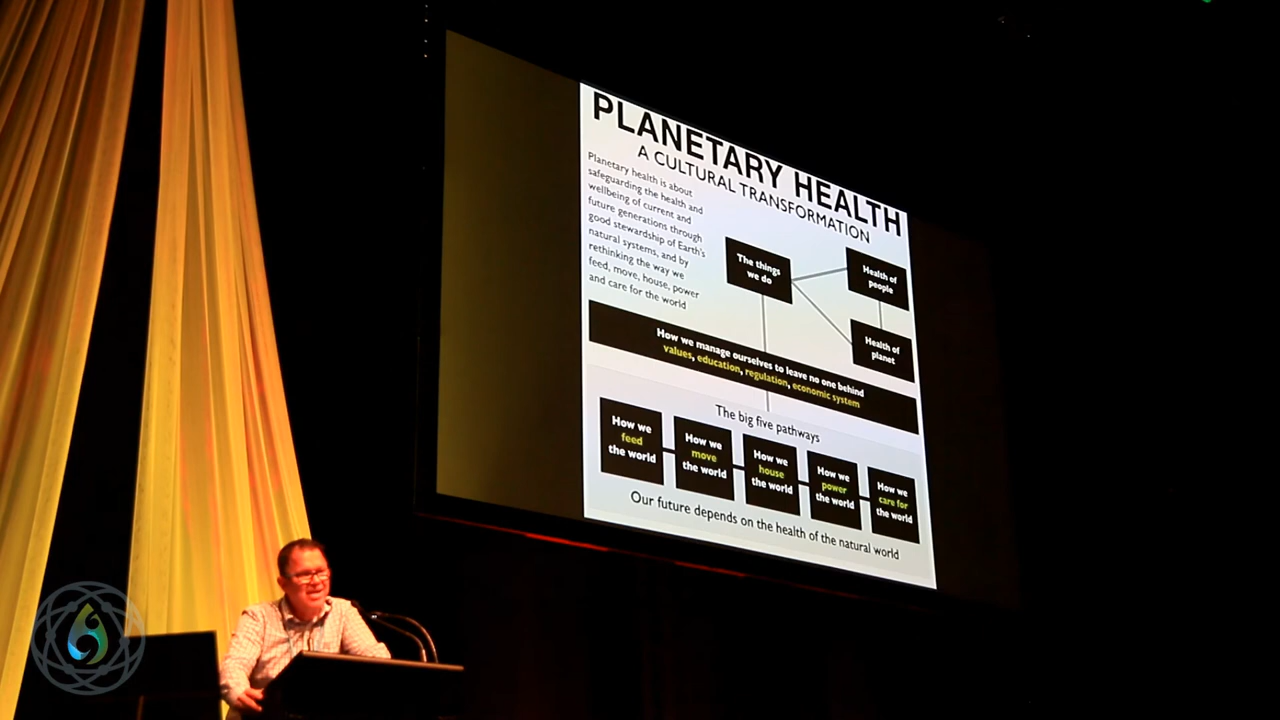 PLANETARY HEALTH
A CULTURAL TRANSFORMATION
Planetary health is about
safeguarding the health and
wellbeing of current and
future generations through
good stewardship of Earth's
natural systems, and by
rethinking the way we
feed, move, house, power
and care for the world
The things
we do
Health of
people
Health of
planet
How we manage ourselves to leave no one behind
values, education, regulation, economic system
The big five pathways
How we
feed
the world
How we
move
the world
How we
house
the world
How we
power
the world
How we
care for
the world
Our future depends on the health of the natural world